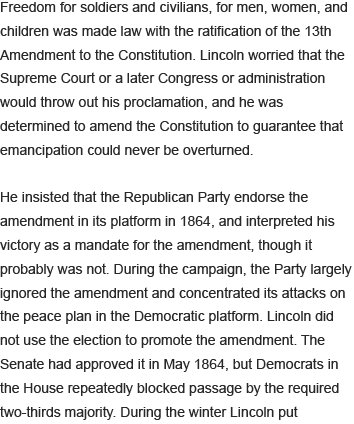 Freedom for soldiers and civilians, for men, women, and
children was made law with the ratification of the 13th
Amendment to the Constitution. Lincoln worried that the
Supreme Court or a later Congress or administration
would throw out his proclamation, and he was
determined to amend the Constitution to guarantee that
emancipation could never be overturned.

He insisted that the Republican Party endorse the
amendment in its platform in 1864, and interpreted his
victory as a mandate for the amendment, though it
probably was not. During the campaign, the Party largely
ignored the amendment and concentrated its attacks on
the peace plan in the Democratic platform. Lincoln did
not use the election to promote the amendment. The
Senate had approved it in May 1864, but Democrats in
the House repeatedly blocked passage by the required
two-thirds majority. During the winter Lincoln put